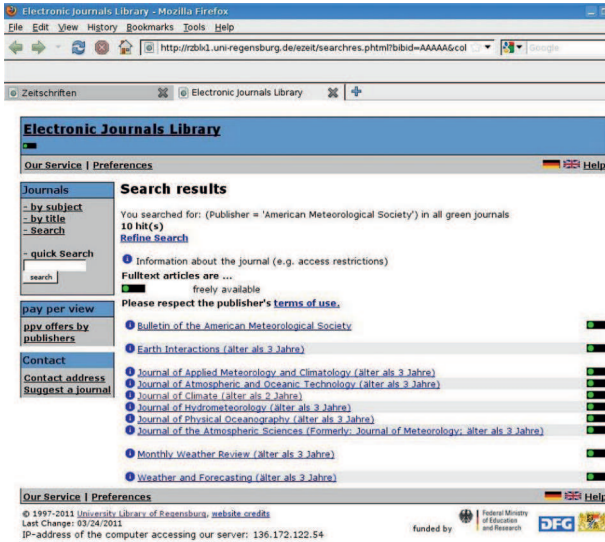 Electronic Journals Library - Mozilla Firefox
File Edit View History Bookmarks Tools Help
http://rzblx1.uni-regensburg.de/ezeit/searchres.phtml?bibid=AAAAA&col
Google
Zeitschriften
Electronic Journals Library
Electronic Journals Library
Our Service | Preferences
Help
Journals
- by subject
- by title
- Search
- quick Search
search
pay per view
ppv offers by
publishers
Contact
Contact address
Suggest a journal
Search results
You searched for: (Publisher = 'American Meteorological Society') in all green journals
10 hit(s)
Refine Search
Information about the journal (e.g. access restrictions)
Fulltext articles are ...
freely available
Please respect the publisher's terms of use.
Bulletin of the American Meteorological Society
Earth Interactions (älter als 3 Jahre)
Journal of Applied Meteorology and Climatology (älter als 3 Jahre)
Journal of Atmospheric and Oceanic Technology (älter als 3 Jahre)
Journal of Climate (älter als 2 Jahre)
Journal of Hydrometeorology (älter als 3 Jahre)
Journal of Physical Oceanography (älter als 3 Jahre)
Journal of the Atmospheric Sciences (Formerly: Journal of Meteorology; älter als 3 Jahre)
Monthly Weather Review (älter als 3 Jahre)
Weather and Forecasting (älter als 3 Jahre)
Our Service | Preferences
Help
© 1997-2011 University Library of Regensburg, website credits
Last Change: 03/24/2011
IP-address of the computer accessing our server: 136.172.122.54
funded by
Federal Ministry
of Education
and Research
DFG